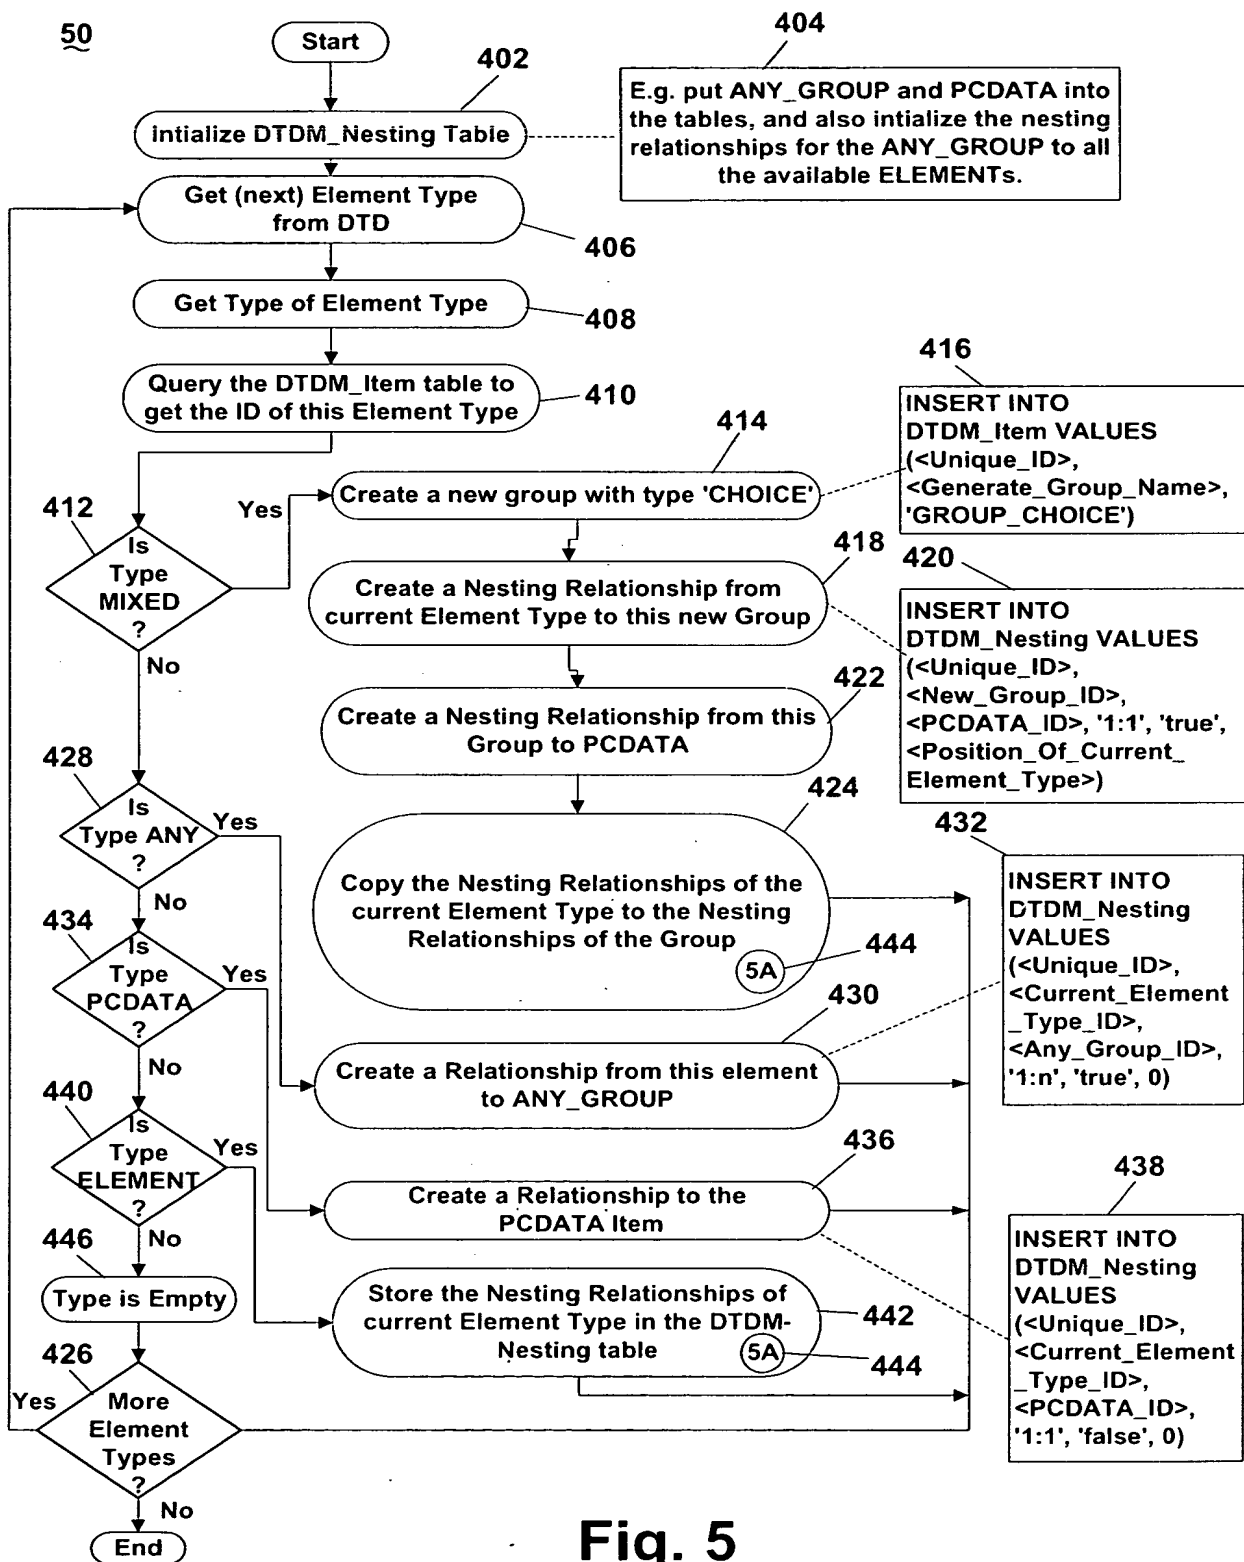 50
Start
402
intialize DTDM_Nesting Table
404
E.g. put ANY_GROUP and PCDATA into
the tables, and also intialize the nesting
relationships for the ANY_GROUP to all
the available ELEMENTs.
Get (next) Element Type
from DTD
406
Get Type of Element Type
408
Query the DTDM_Item table to
get the ID of this Element Type
410
412
Is
Type
MIXED
?
Yes
No
414
Create a new group with type 'CHOICE'
416
INSERT INTO
DTDM_Item VALUES
(<Unique_ID>,
<Generate_Group_Name>,
'GROUP_CHOICE')
418
Create a Nesting Relationship from
current Element Type to this new Group
420
INSERT INTO
DTDM_Nesting VALUES
(<Unique_ID>,
<New_Group_ID>,
<PCDATA_ID>, '1:1', 'true',
<Position_Of_Current_
Element_Type>)
422
Create a Nesting Relationship from this
Group to PCDATA
424
Copy the Nesting Relationships of the
current Element Type to the Nesting
Relationships of the Group
5A
444
428
Is
Type ANY
?
Yes
No
430
Create a Relationship from this element
to ANY_GROUP
432
INSERT INTO
DTDM_Nesting
VALUES
(<Unique_ID>,
<Current_Element
_Type_ID>,
<Any_Group_ID>,
'1:n', 'true', 0)
434
Is
Type
PCDATA
?
Yes
No
436
Create a Relationship to the
PCDATA Item
438
INSERT INTO
DTDM_Nesting
VALUES
(<Unique_ID>,
<Current_Element
_Type_ID>,
<PCDATA_ID>,
'1:1', 'false', 0)
440
Is
Type
ELEMENT
?
Yes
No
Store the Nesting Relationships of
current Element Type in the DTDM-
Nesting table
442
5A
444
446
Type is Empty
426
More
Element
Types
?
Yes
No
End
Fig. 5